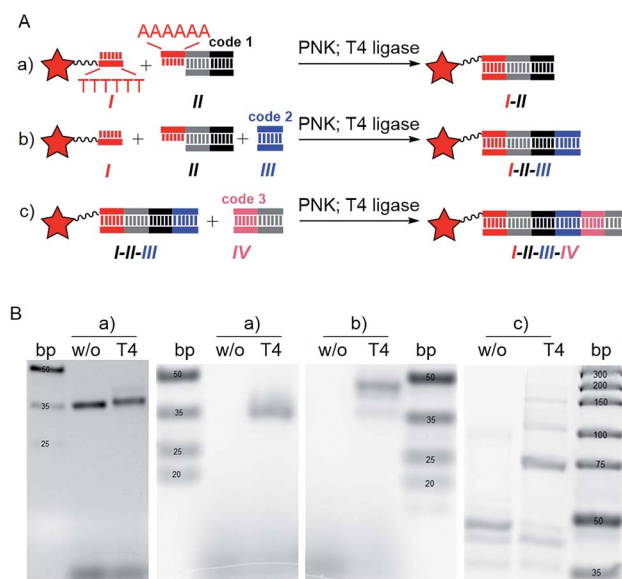 A
AAAAAA
code 1
a) + PNK; T4 ligase
TTTTTT
I II I-II
code 2
b) + + PNK; T4 ligase
I II III I-II-III
code 3
c) + PNK; T4 ligase
I-II-III IV I-II-III-IV
B
a) a) b) c)
bp w/o T4 bp w/o T4 w/o T4 bp w/o T4 bp
50 50 50 300
200
35 35 35 150
100
25 25 25 75
20 20 50
35